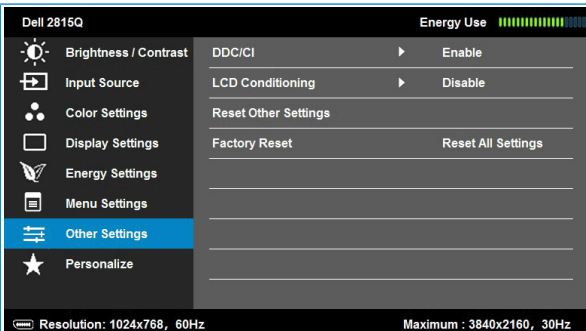 Dell 2815Q Energy Use
Brightness / Contrast DDC/CI Enable
Input Source LCD Conditioning Disable
Color Settings Reset Other Settings
Display Settings Factory Reset Reset All Settings
Energy Settings
Menu Settings
Other Settings
Personalize
Resolution: 1024x768, 60Hz Maximum : 3840x2160, 30Hz